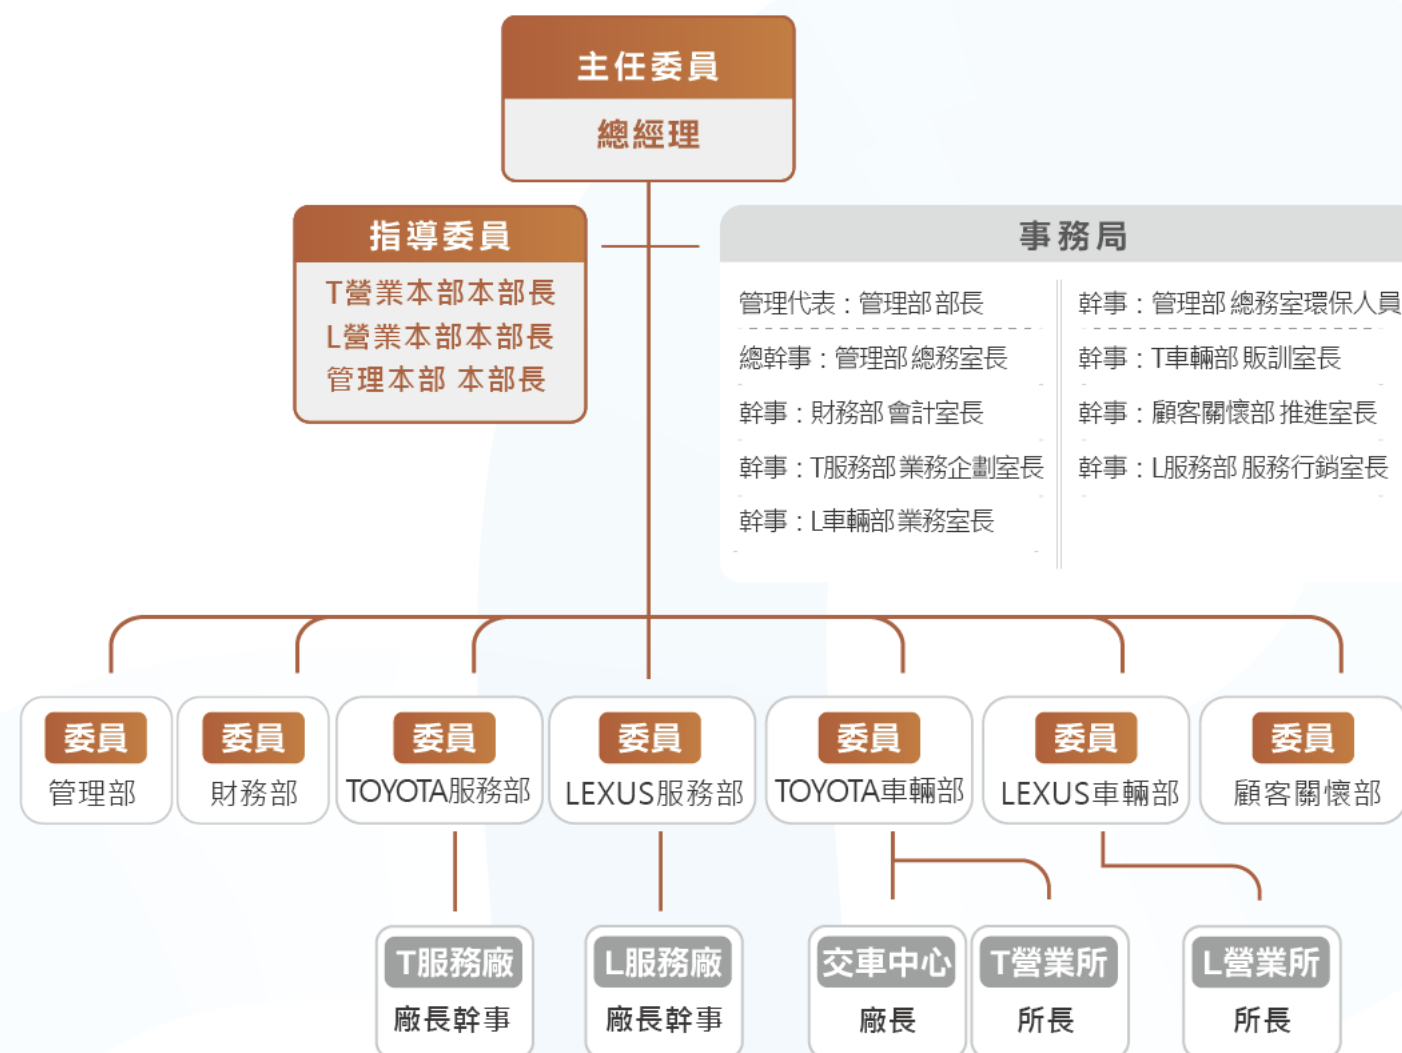 主任委員
總經理
指導委員
T營業本部本部長
L營業本部本部長
管理本部 本部長
事務局
管理代表：管理部 部長
總幹事：管理部 總務室長
幹事：財務部 會計室長
幹事：T服務部 業務企劃室長
幹事：L車輛部 業務室長
幹事：管理部 總務室環保人員
幹事：T車輛部 販訓室長
幹事：顧客關懷部 推進室長
幹事：L服務部 服務行銷室長
委員
管理部
委員
財務部
委員
TOYOTA服務部
委員
LEXUS服務部
委員
TOYOTA車輛部
委員
LEXUS車輛部
委員
顧客關懷部
T服務廠
廠長幹事
L服務廠
廠長幹事
交車中心
廠長
T營業所
所長
L營業所
所長